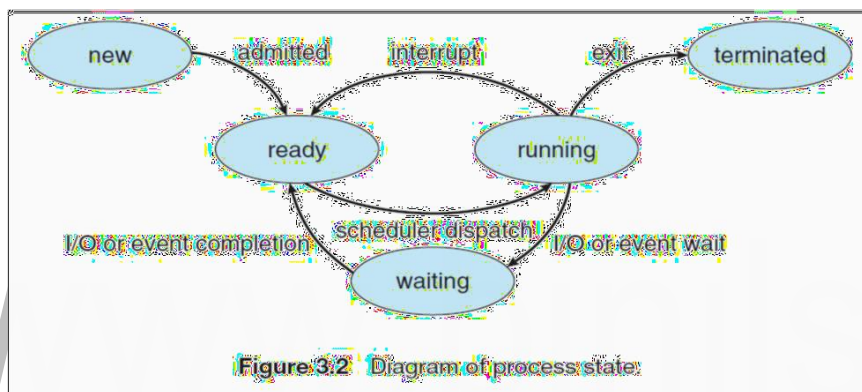 new
admitted
interrupt
exit
terminated
ready
running
I/O or event completion
scheduler dispatch
I/O or event wait
waiting
Figure 3.2 Diagram of process state.